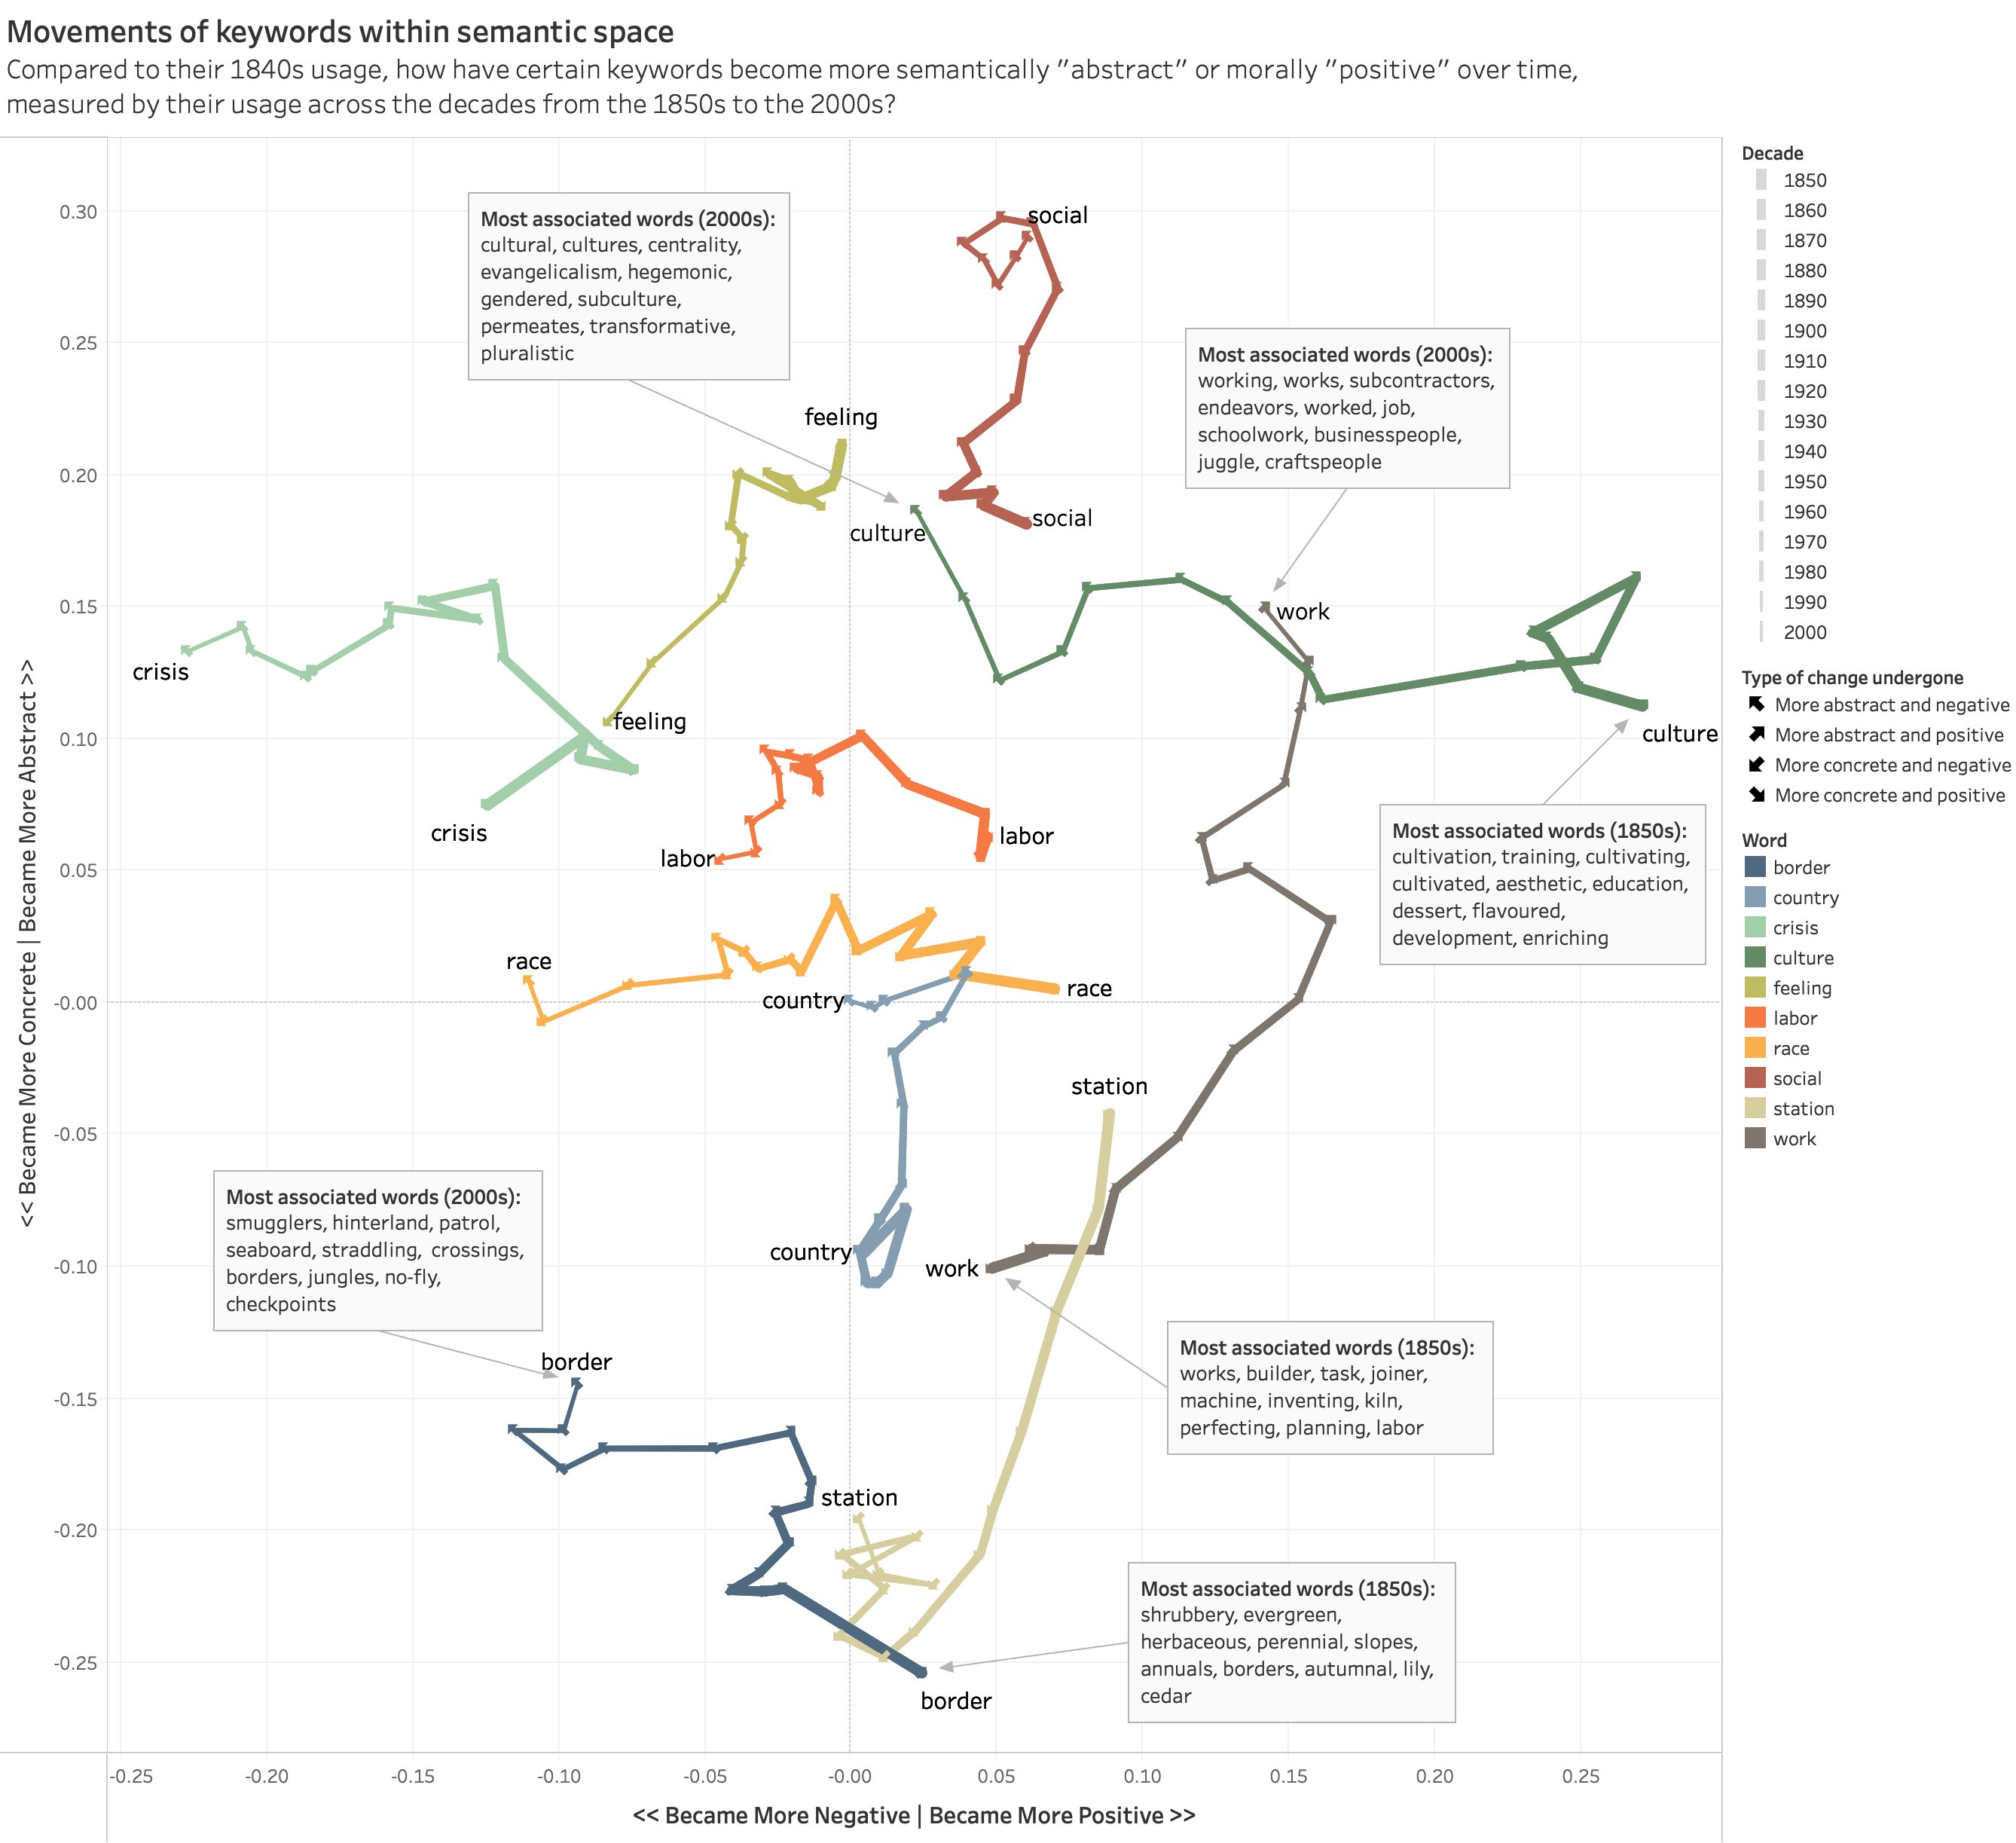 Movements of keywords within semantic space
Compared to their 1840s usage, how have certain keywords become more semantically "abstract" or morally "positive" over time,
measured by their usage across the decades from the 1850s to the 2000s?
<< Became More Concrete | Became More Abstract >>
0.30
0.25
0.20
0.15
0.10
0.05
-0.00
-0.05
-0.10
-0.15
-0.20
-0.25
Most associated words (2000s):
cultural, cultures, centrality,
evangelicalism, hegemonic,
gendered, subculture,
permeates, transformative,
pluralistic
social
Most associated words (2000s):
working, works, subcontractors,
endeavors, worked, job,
schoolwork, businesspeople,
juggle, craftspeople
feeling
culture
social
work
crisis
feeling
culture
crisis
labor
labor
Most associated words (1850s):
cultivation, training, cultivating,
cultivated, aesthetic, education,
dessert, flavoured,
development, enriching
race
country
race
station
Most associated words (2000s):
smugglers, hinterland, patrol,
seaboard, straddling, crossings,
borders, jungles, no-fly,
checkpoints
country
work
border
Most associated words (1850s):
works, builder, task, joiner,
machine, inventing, kiln,
perfecting, planning, labor
station
Most associated words (1850s):
shrubbery, evergreen,
herbaceous, perennial, slopes,
annuals, borders, autumnal, lily,
cedar
border
-0.25
-0.20
-0.15
-0.10
-0.05
-0.00
0.05
0.10
0.15
0.20
0.25
<< Became More Negative | Became More Positive >>
Decade
1850
1860
1870
1880
1890
1900
1910
1920
1930
1940
1950
1960
1970
1980
1990
2000
Type of change undergone
More abstract and negative
More abstract and positive
More concrete and negative
More concrete and positive
Word
border
country
crisis
culture
feeling
labor
race
social
station
work